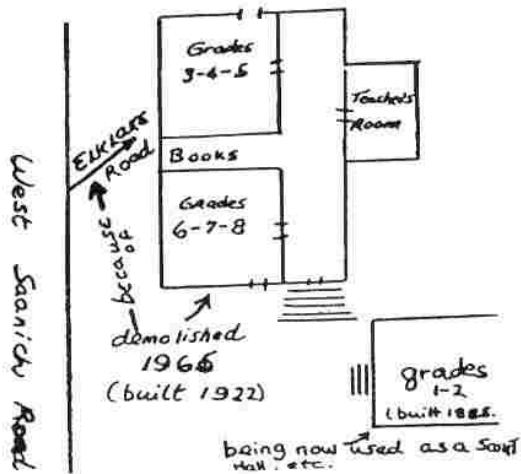 Grades
3-4-5
Teacher's
Room
ELK LAKE
Road
Books
Grades
6-7-8
because
of
West Saanich Road
demolished
1965
(built 1922)
grades
1-2
(built 1885.
being now used as a Scout
Hall. etc.